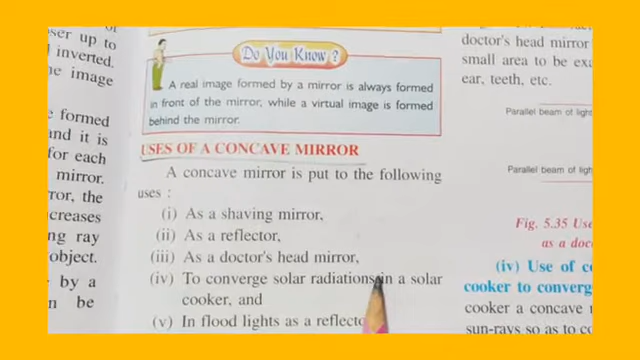 ser up to
inverted.
e image
formed
and it is
for each
mirror.
ror, the
creases
ng ray
object.
by a
n be
Do You Know ?
A real image formed by a mirror is always formed
in front of the mirror, while a virtual image is formed
behind the mirror.
USES OF A CONCAVE MIRROR
A concave mirror is put to the following
uses :
(i) As a shaving mirror,
(ii) As a reflector,
(iii) As a doctor's head mirror,
(iv) To converge solar radiations in a solar
cooker, and
(v) In flood lights as a reflecto
doctor's head mirror
small area to be exa
ear, teeth, etc.
Parallel beam of light
Parallel beam of ligh
Fig. 5.35 Use
as a doc
(iv) Use of co
cooker to converg
cooker a concave
sun-rays so as to co